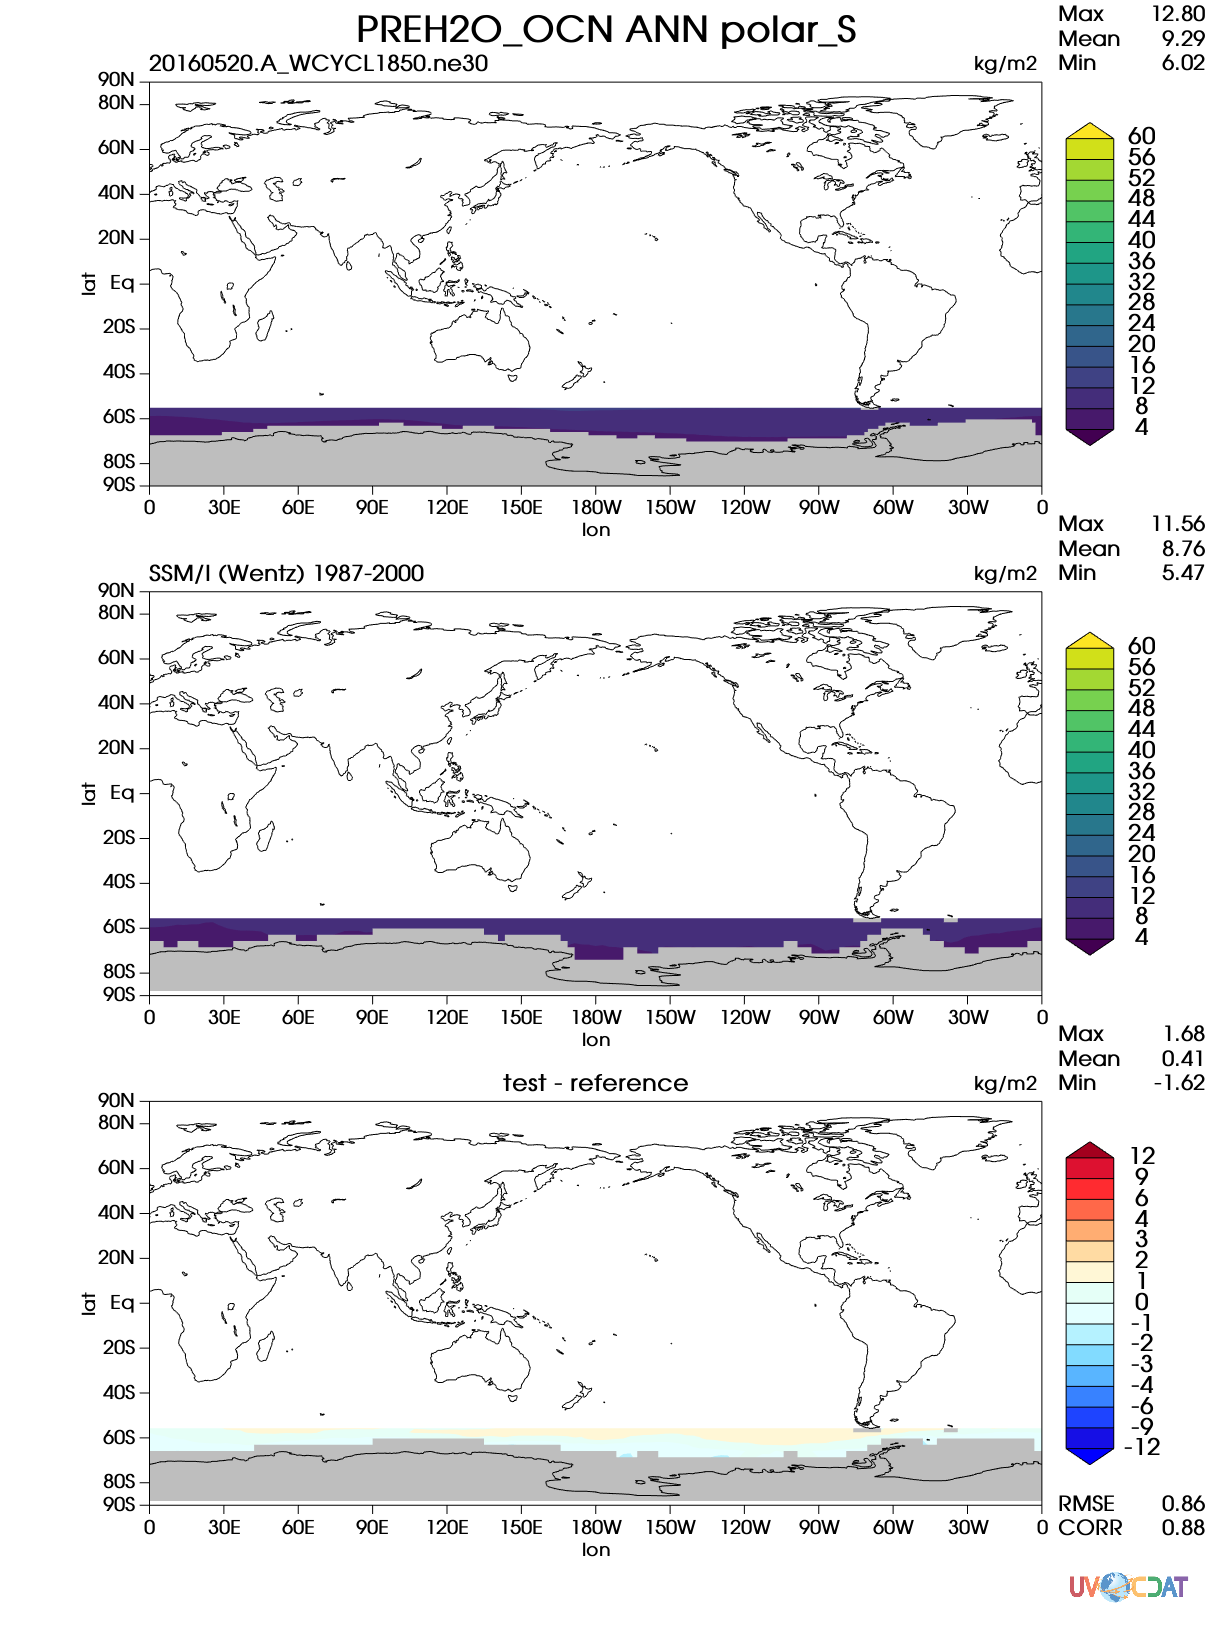 PREH2O_OCN ANN polar_S
Max 12.80
Mean 9.29
Min 6.02
20160520.A_WCYCL1850.ne30 kg/m2
90N
80N
60N
40N
20N
Eq
20S
40S
60S
80S
90S
lat
0 30E 60E 90E 120E 150E 180W 150W 120W 90W 60W 30W 0
lon
60
56
52
48
44
40
36
32
28
24
20
16
12
8
4
Max 11.56
Mean 8.76
Min 5.47
SSM/I (Wentz) 1987-2000 kg/m2
90N
80N
60N
40N
20N
Eq
20S
40S
60S
80S
90S
lat
0 30E 60E 90E 120E 150E 180W 150W 120W 90W 60W 30W 0
lon
60
56
52
48
44
40
36
32
28
24
20
16
12
8
4
Max 1.68
Mean 0.41
Min -1.62
test - reference kg/m2
90N
80N
60N
40N
20N
Eq
20S
40S
60S
80S
90S
lat
0 30E 60E 90E 120E 150E 180W 150W 120W 90W 60W 30W 0
lon
12
9
6
4
3
2
1
0
-1
-2
-3
-4
-6
-9
-12
RMSE 0.86
CORR 0.88
UV CDAT